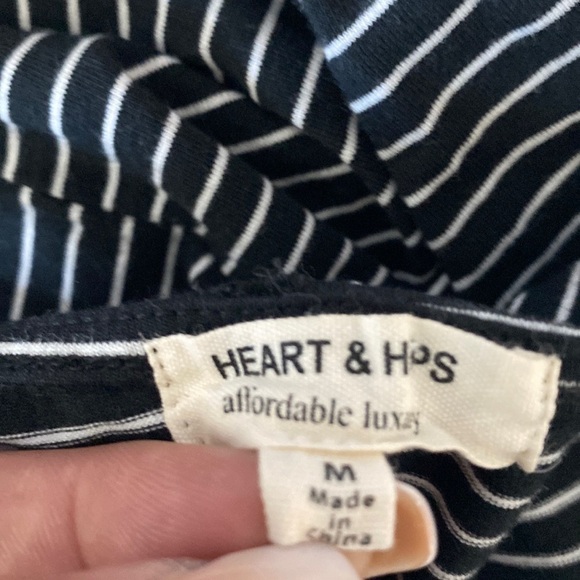 HEART & HIPS
affordable luxury
M
Made
in
China